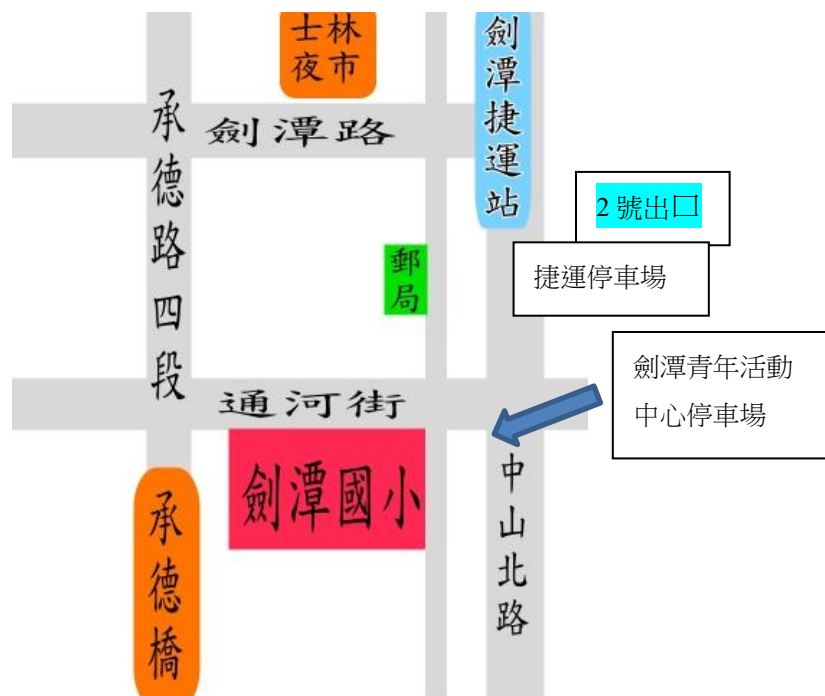 士林
夜市
劍潭捷運站
承德路四段
劍潭路
2 號出口
郵局
捷運停車場
劍潭青年活動
中心停車場
通河街
劍潭國小
中山北路
承德橋